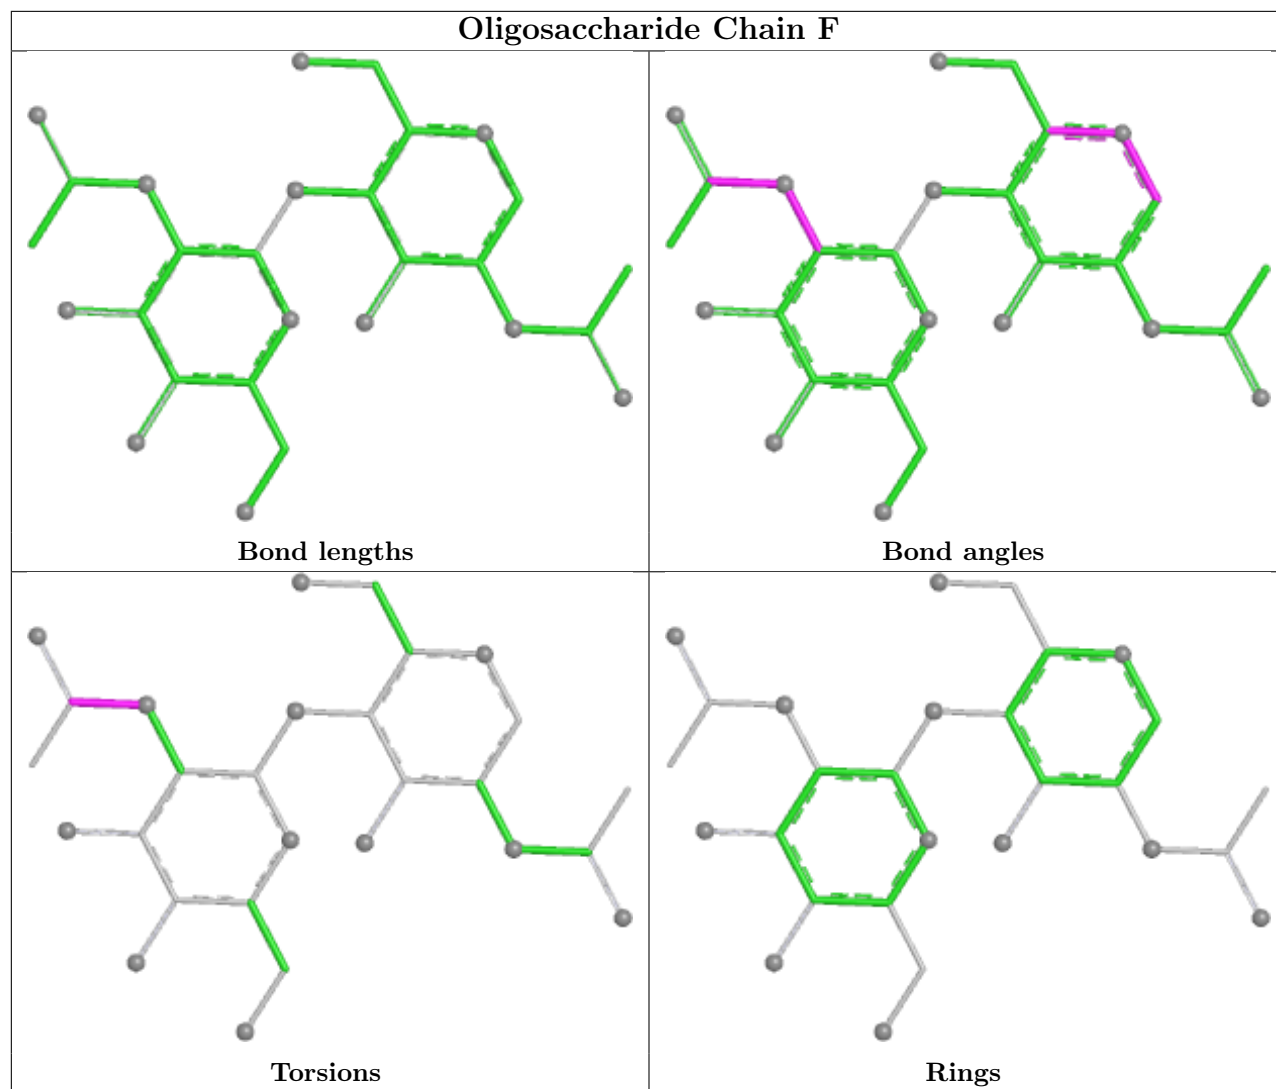 Oligosaccharide Chain F
Bond lengths
Bond angles
Torsions
Rings